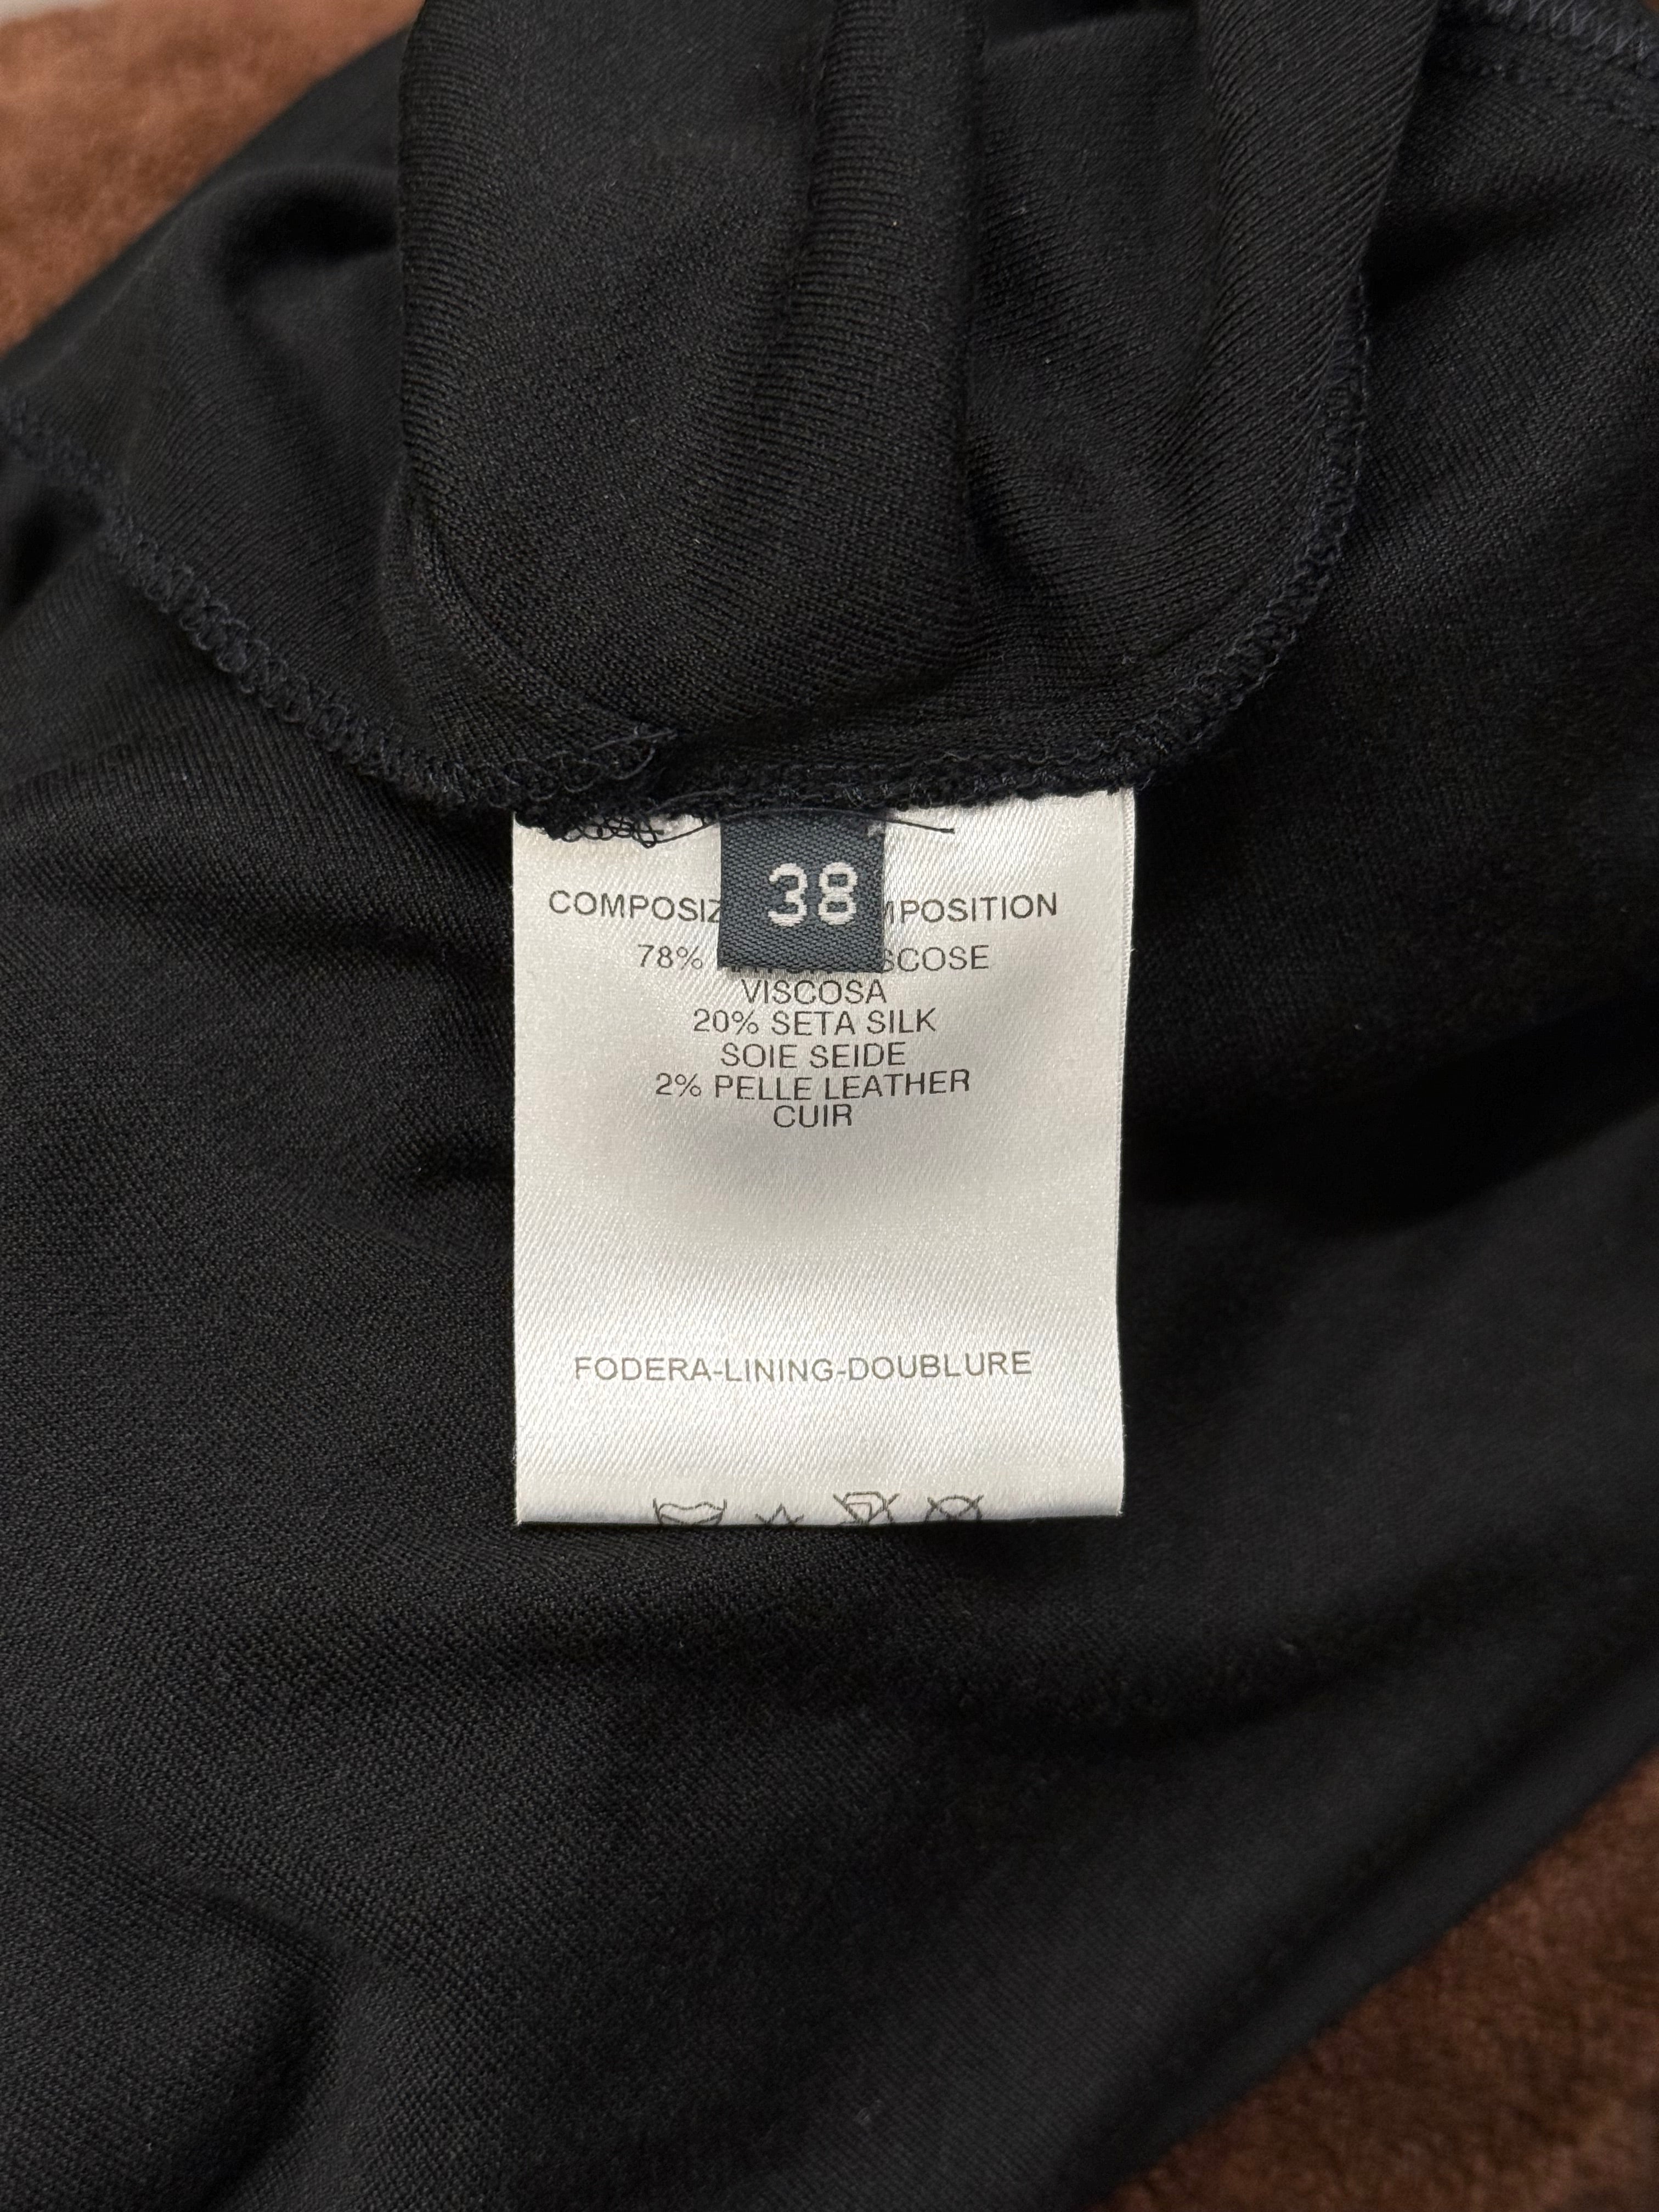 38
COMPOSIZ MPOSITION
78% SCOSE
VISCOSA
20% SETA SILK
SOIE SEIDE
2% PELLE LEATHER
CUIR
FODERA-LINING-DOUBLURE